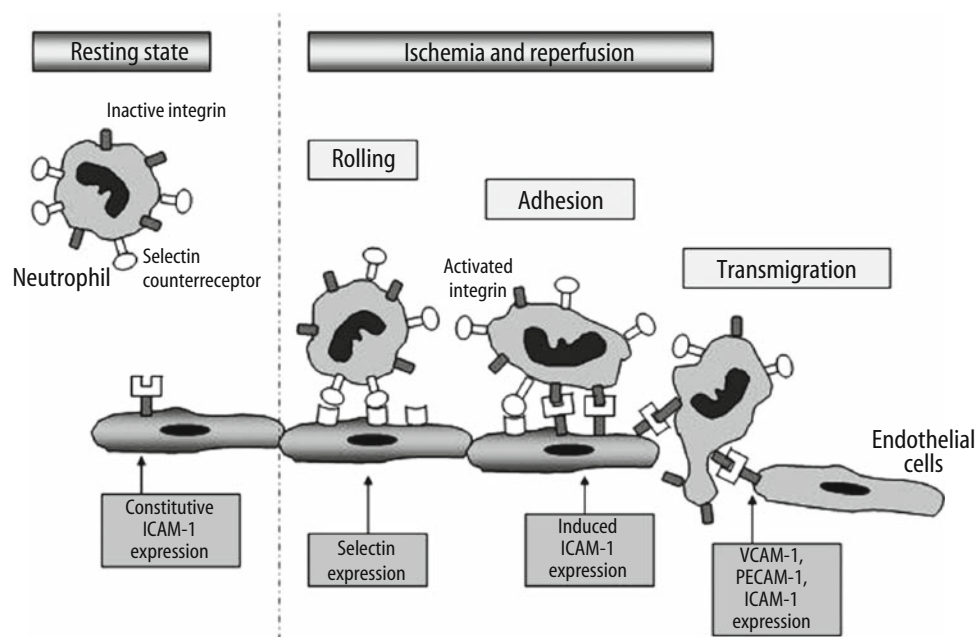 Resting state
Ischemia and reperfusion
Inactive integrin
Rolling
Adhesion
Neutrophil
Selectin
counterreceptor
Activated
integrin
Transmigration
Endothelial
cells
Constitutive
ICAM-1
expression
Selectin
expression
Induced
ICAM-1
expression
VCAM-1,
PECAM-1,
ICAM-1
expression